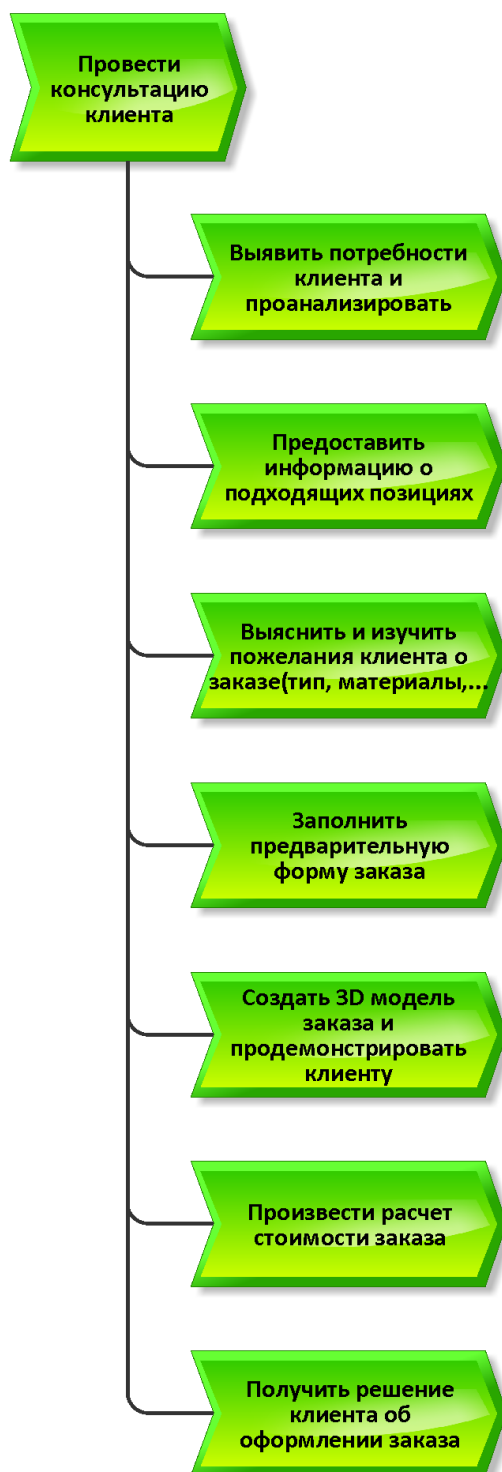 Провести
консультацию
клиента
Выявить потребности
клиента и
проанализировать
Предоставить
информацию о
подходящих позициях
Выяснить и изучить
пожелания клиента о
заказе(тип, материалы,...
Заполнить
предварительную
форму заказа
Создать 3D модель
заказа и
продемонстрировать
клиенту
Произвести расчет
стоимости заказа
Получить решение
клиента об
оформлении заказа